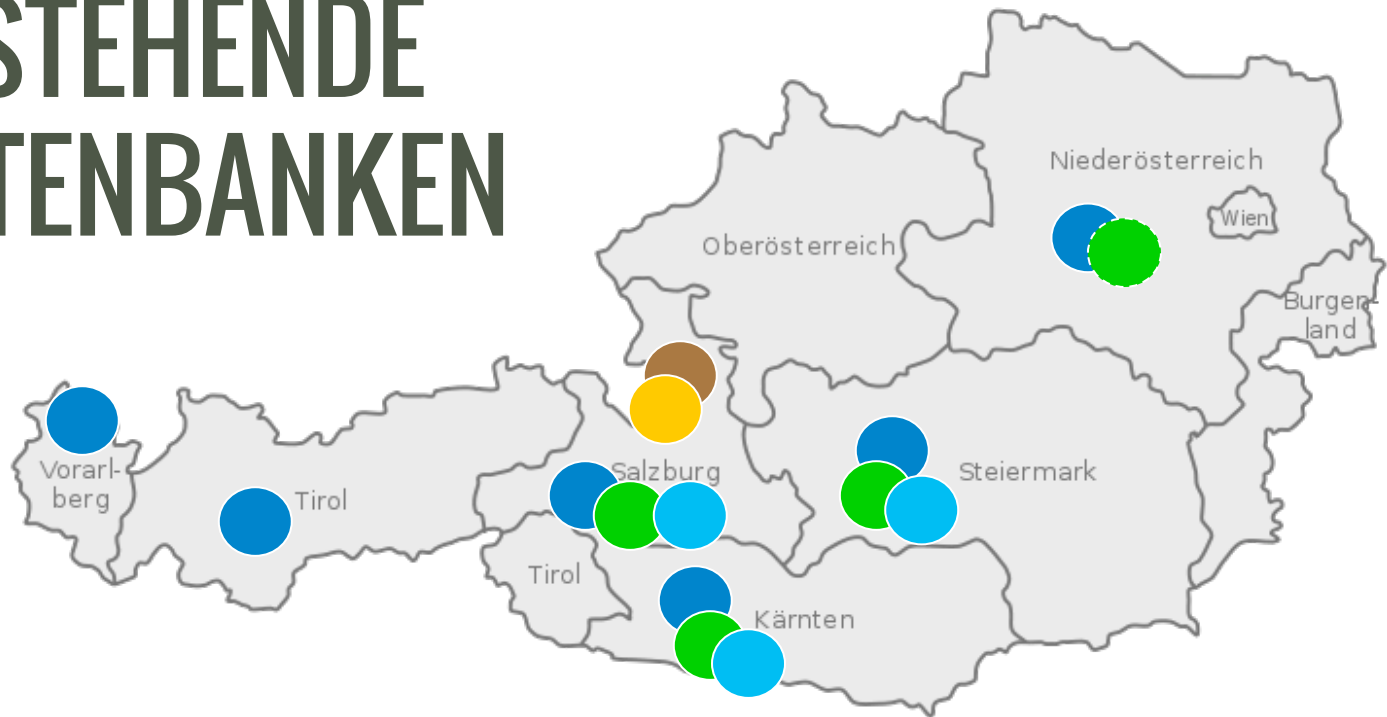 STEHENDE
TENBANKEN
Niederösterreich
Wien
Oberösterreich
Burgen-
land
Vorarl-
berg
Tirol
Salzburg
Steiermark
Tirol
Kärnten